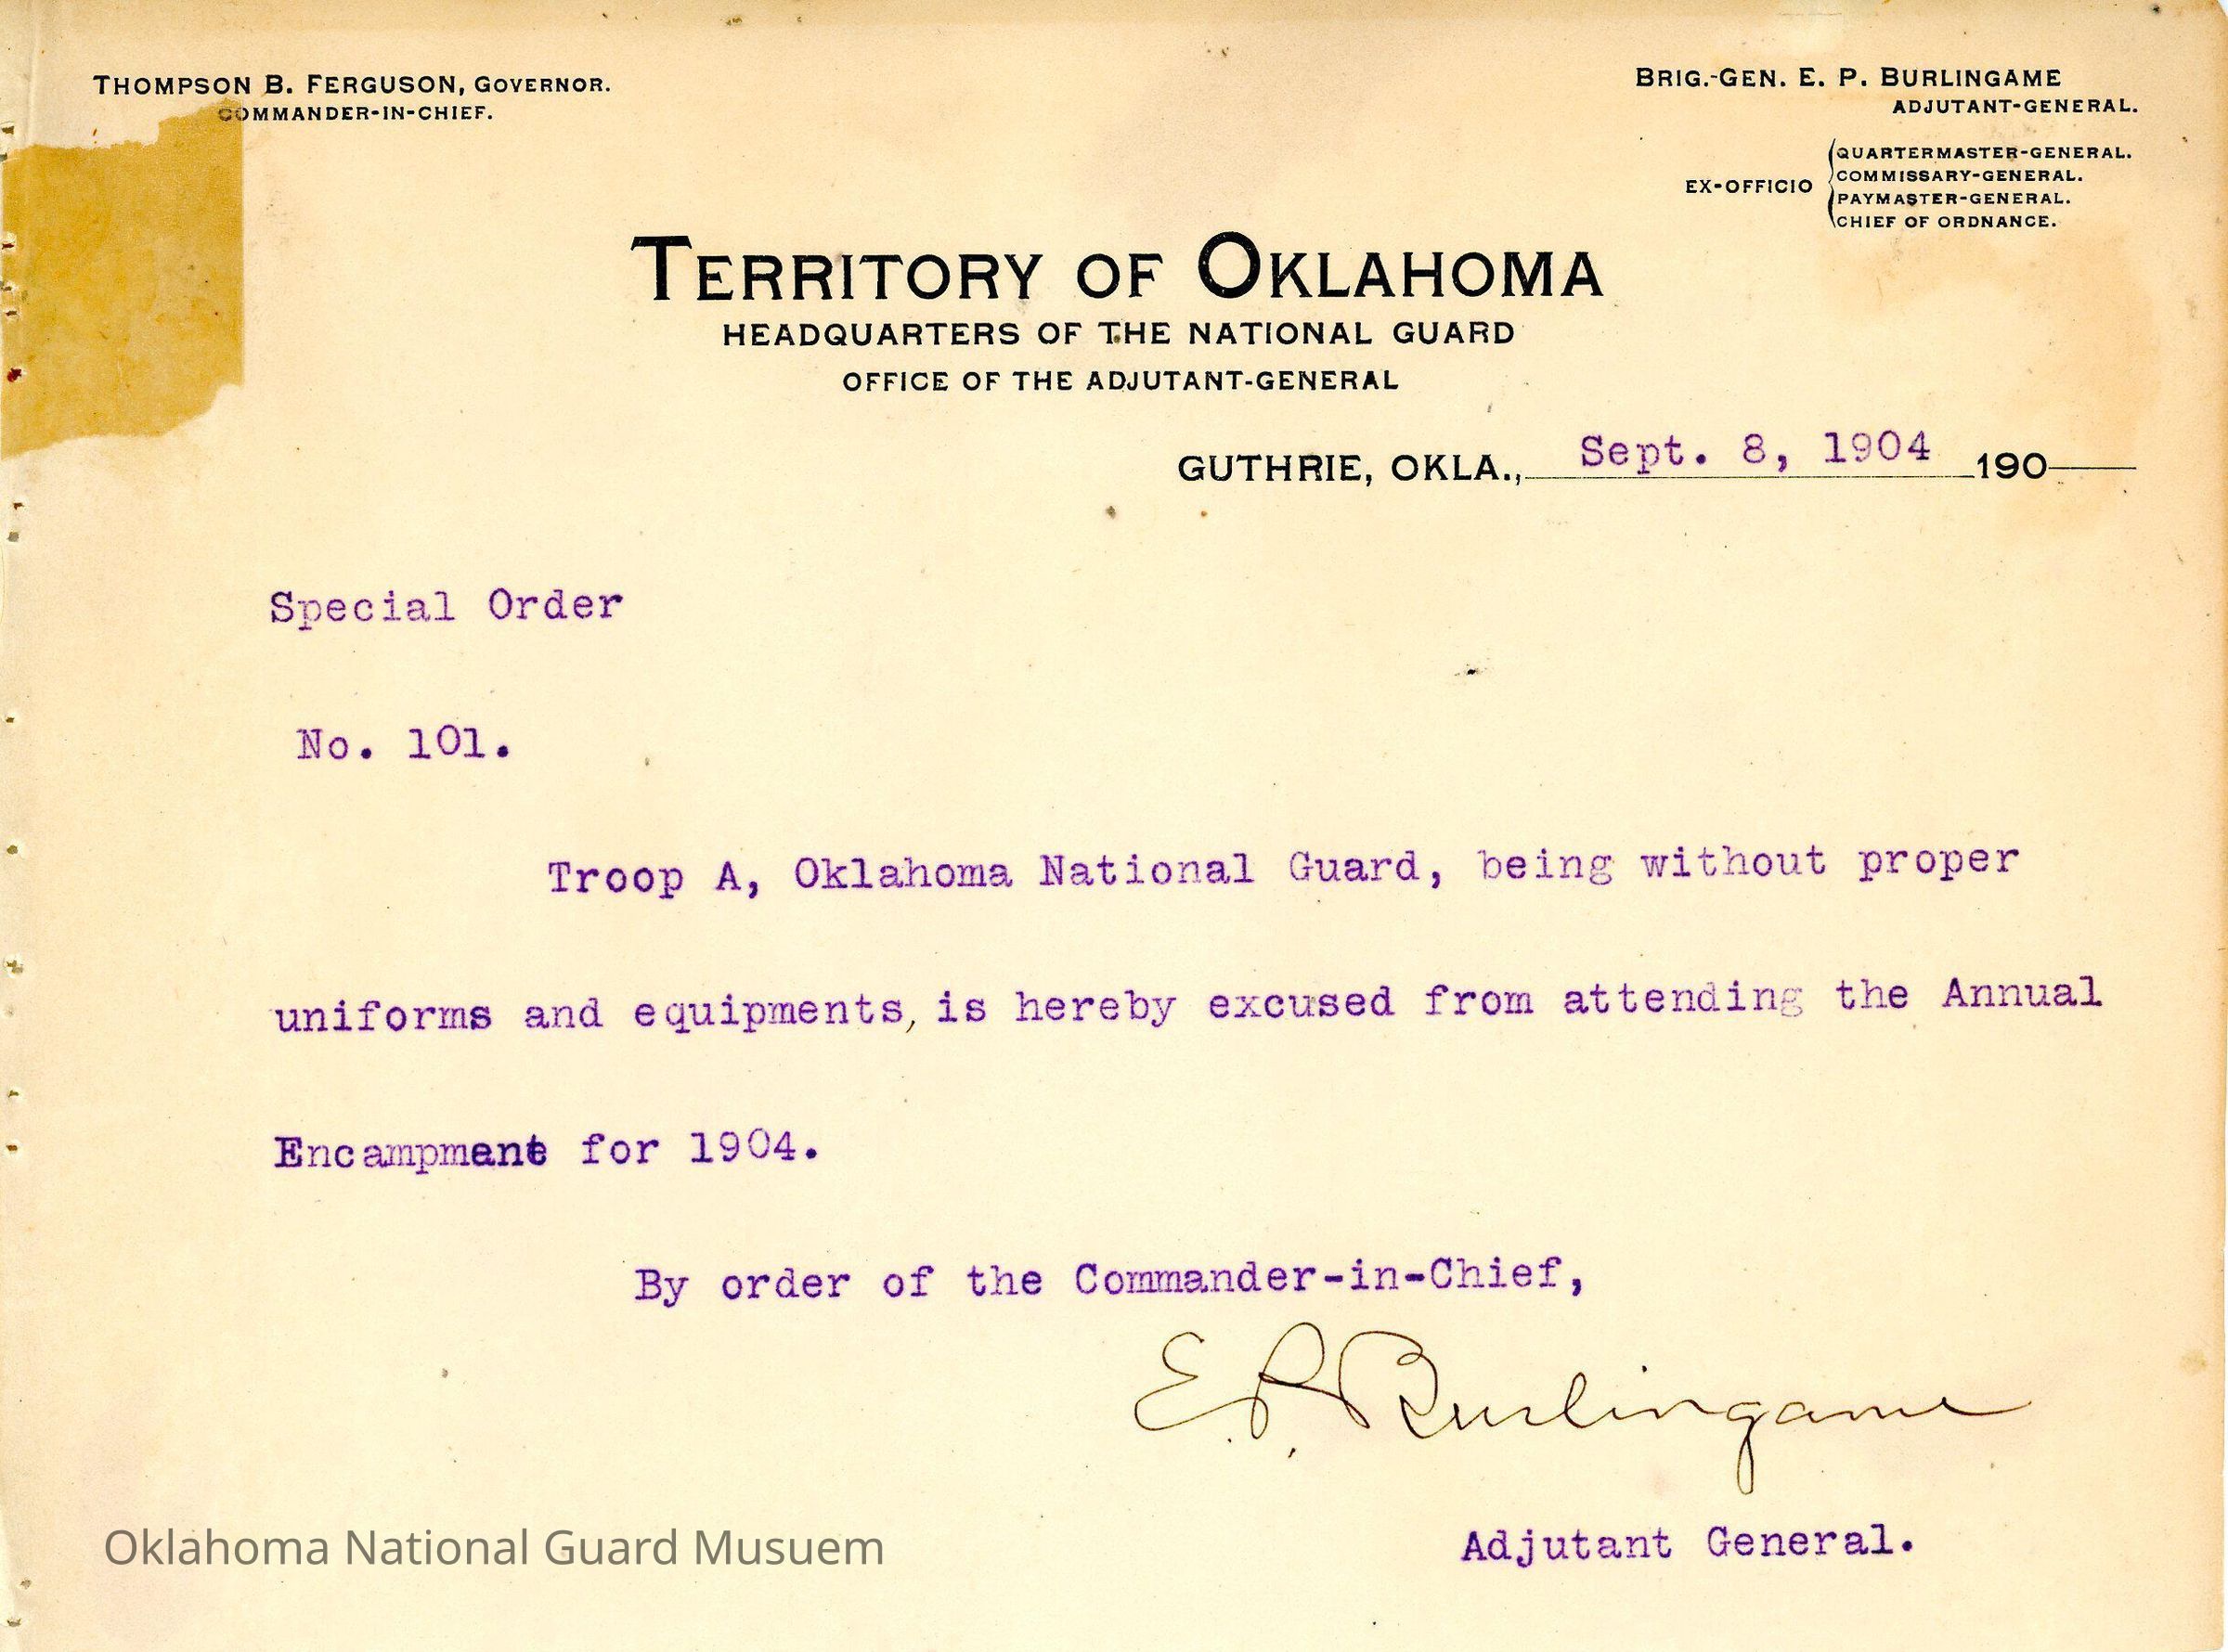 THOMPSON B. FERGUSON, GOVERNOR.
COMMANDER-IN-CHIEF.
BRIG.-GEN. E. P. BURLINGAME
ADJUTANT-GENERAL.
EX-OFFICIO
QUARTERMASTER-GENERAL.
COMMISSARY-GENERAL.
PAYMASTER-GENERAL.
CHIEF OF ORDNANCE.
TERRITORY OF OKLAHOMA
HEADQUARTERS OF THE NATIONAL GUARD
OFFICE OF THE ADJUTANT-GENERAL
GUTHRIE, OKLA., Sept. 8, 1904 190
Special Order
No. 101.
Troop A, Oklahoma National Guard, being without proper
uniforms and equipments, is hereby excused from attending the Annual
Encampment for 1904.
By order of the Commander-in-Chief,
E. P. Burlingame
Adjutant General.
Oklahoma National Guard Musuem